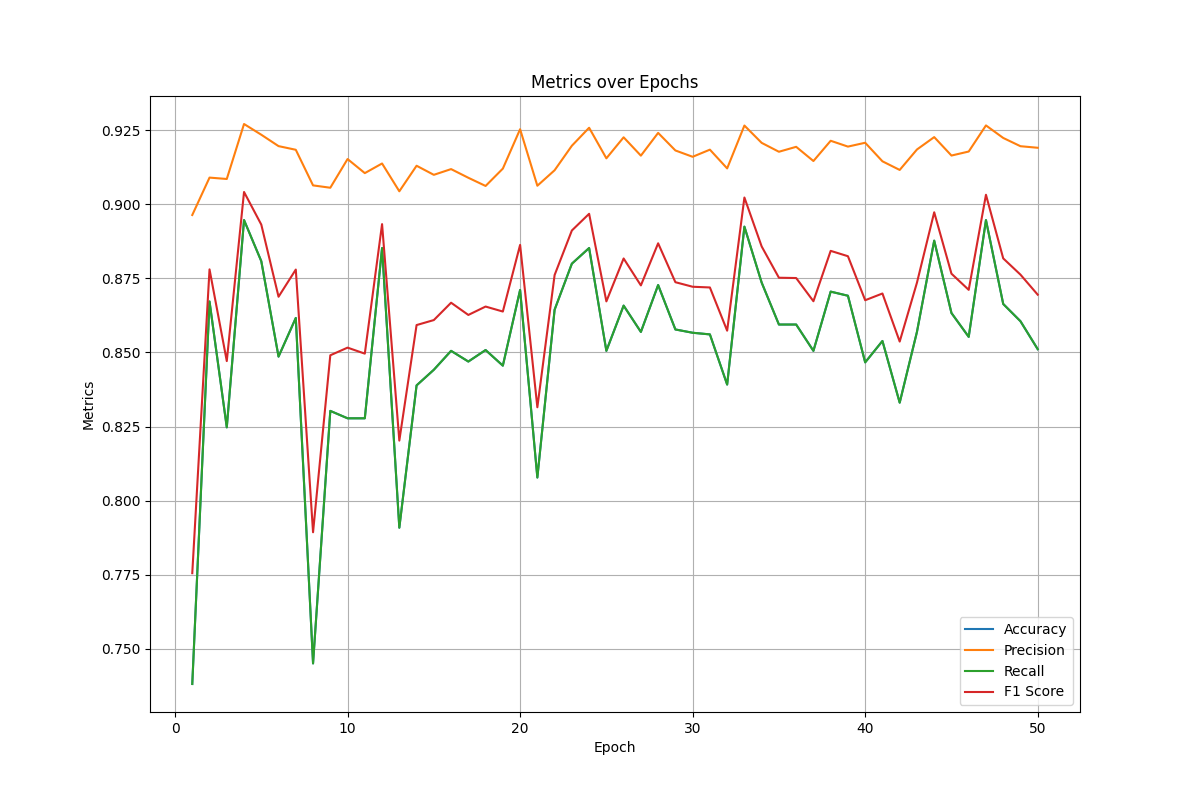 Metrics over Epochs
0.925
0.900
0.875
0.850
0.825
0.800
0.775
0.750
Metrics
Accuracy
Precision
Recall
F1 Score
0 10 20 30 40 50
Epoch